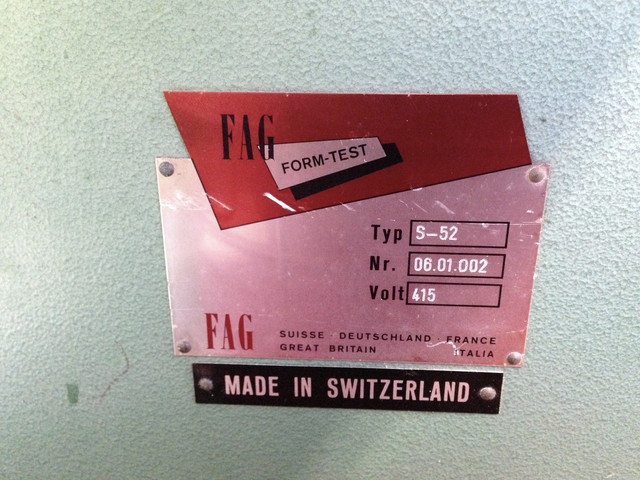 FAG
FORM-TEST
Typ S-52
Nr. 06.01.002
Volt 415
FAG
SUISSE DEUTSCHLAND FRANCE
GREAT BRITAIN ITALIA
MADE IN SWITZERLAND